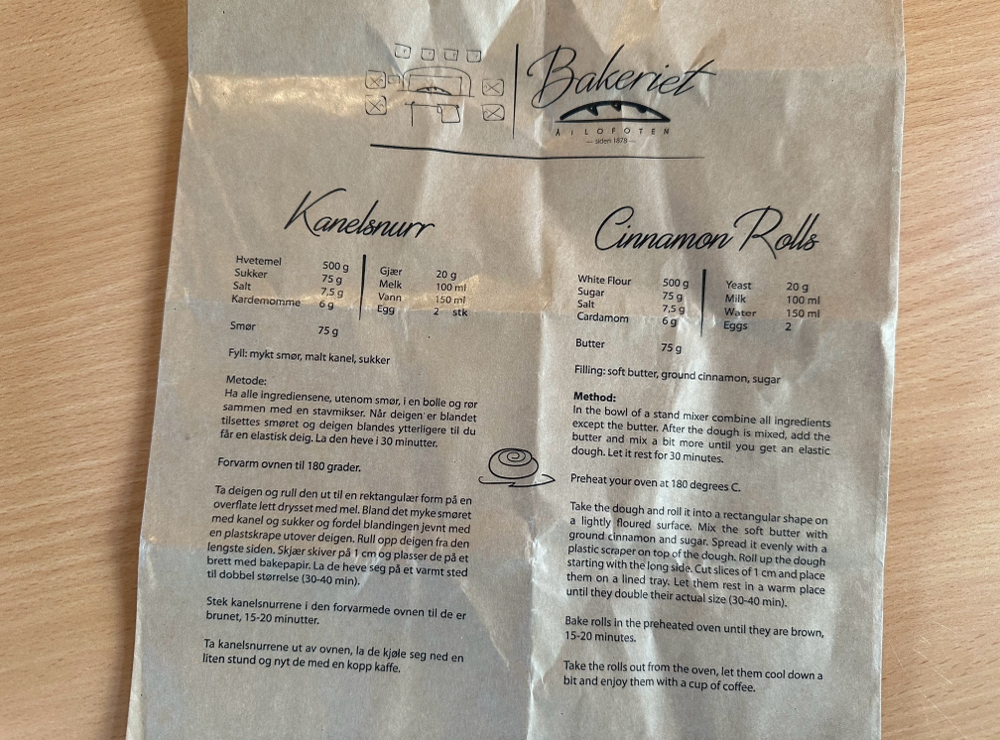 Bakeriet
Å I LOFOTEN
— siden 1878 —
Kanelsnurr
Hvetemel 500 g
Sukker 75 g
Salt 7,5 g
Kardemomme 6 g
Gjær 20 g
Melk 100 ml
Vann 150 ml
Egg 2 stk
Smør 75 g
Fyll: mykt smør, malt kanel, sukker
Metode:
Ha alle ingrediensene, utenom smør, i en bolle og rør
sammen med en stavmikser. Når deigen er blandet
tilsettes smøret og deigen blandes ytterligere til du
får en elastisk deig. La den heve i 30 minutter.
Forvarm ovnen til 180 grader.
Ta deigen og rull den ut til en rektangulær form på en
overflate lett drysset med mel. Bland det myke smøret
med kanel og sukker og fordel blandingen jevnt med
en plastskrape utover deigen. Rull opp deigen fra den
lengste siden. Skjær skiver på 1 cm og plasser de på et
brett med bakepapir. La de heve seg på et varmt sted
til dobbel størrelse (30-40 min).
Stek kanelsnurrene i den forvarmede ovnen til de er
brunet, 15-20 minutter.
Ta kanelsnurrene ut av ovnen, la de kjøle seg ned en
liten stund og nyt de med en kopp kaffe.
Cinnamon Rolls
White Flour 500 g
Sugar 75 g
Salt 7,5 g
Cardamom 6 g
Yeast 20 g
Milk 100 ml
Water 150 ml
Eggs 2
Butter 75 g
Filling: soft butter, ground cinnamon, sugar
Method:
In the bowl of a stand mixer combine all ingredients
except the butter. After the dough is mixed, add the
butter and mix a bit more until you get an elastic
dough. Let it rest for 30 minutes.
Preheat your oven at 180 degrees C.
Take the dough and roll it into a rectangular shape on
a lightly floured surface. Mix the soft butter with
ground cinnamon and sugar. Spread it evenly with a
plastic scraper on top of the dough. Roll up the dough
starting with the long side. Cut slices of 1 cm and place
them on a lined tray. Let them rest in a warm place
until they double their actual size (30-40 min).
Bake rolls in the preheated oven until they are brown,
15-20 minutes.
Take the rolls out from the oven, let them cool down a
bit and enjoy them with a cup of coffee.